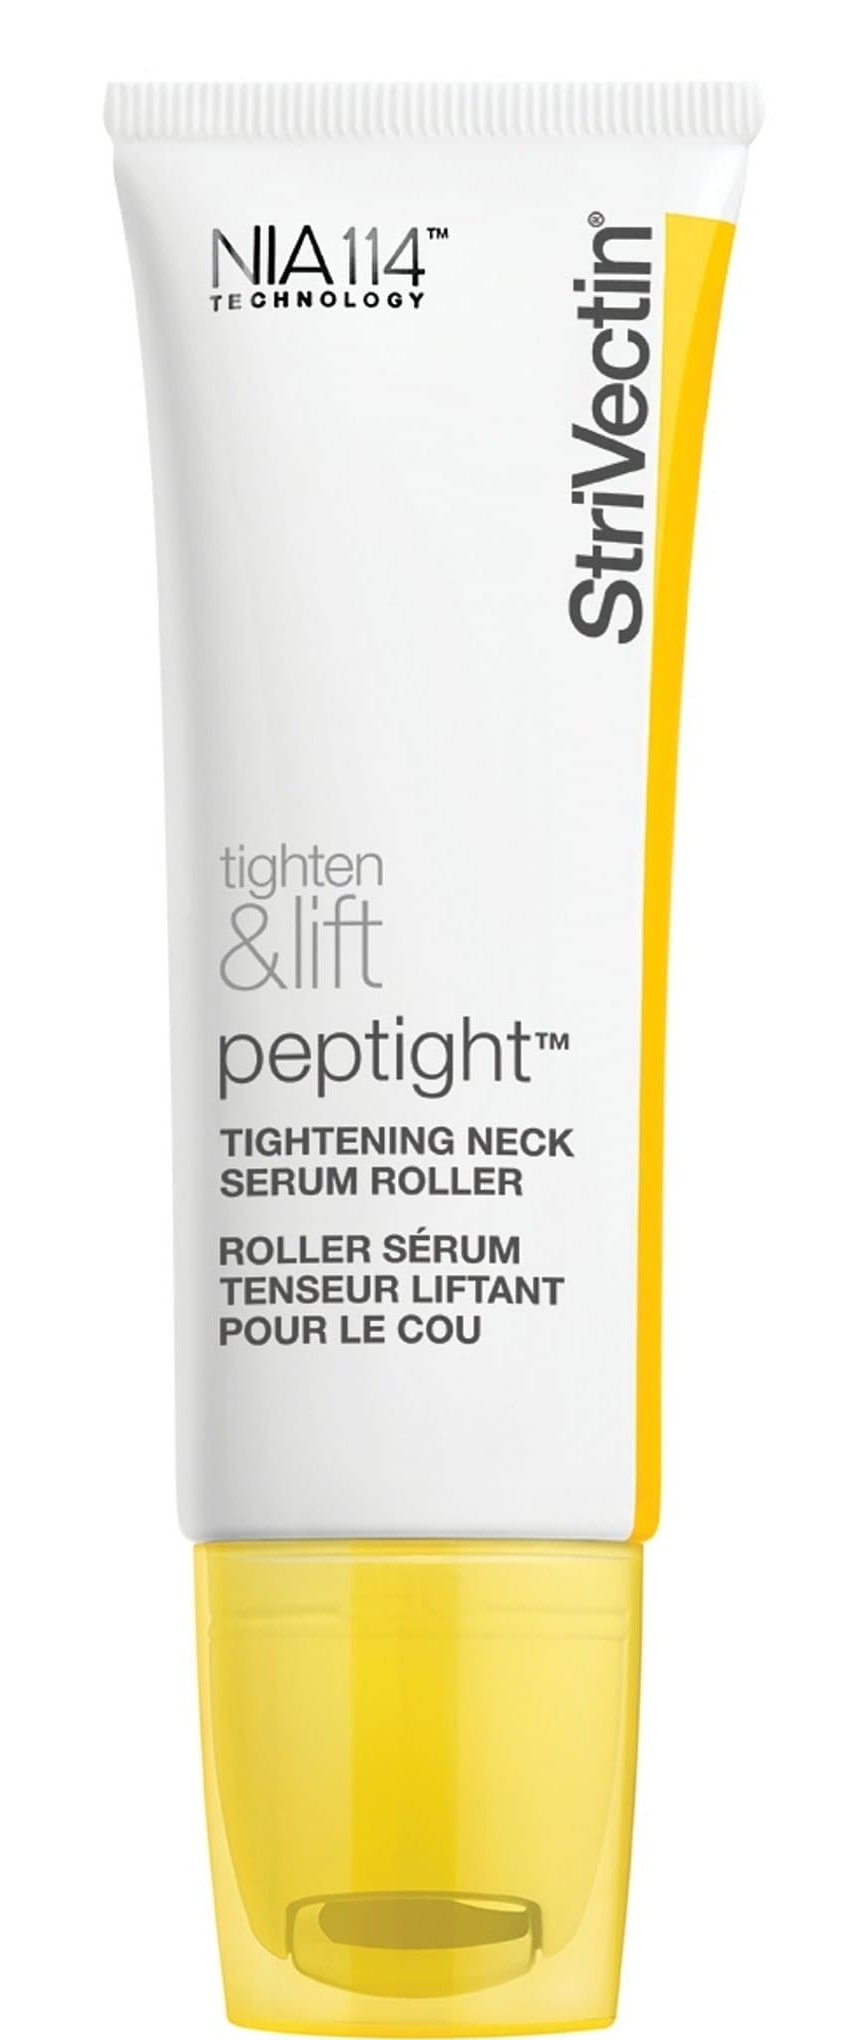 NIA114™
TECHNOLOGY
StriVectin®
tighten
&lift
peptight™
TIGHTENING NECK
SERUM ROLLER
ROLLER SÉRUM
TENSEUR LIFTANT
POUR LE COU